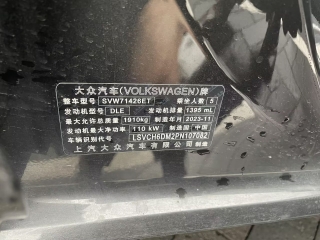 大众汽车(VOLKSWAGEN)牌
整车型号 SVW71426ET 乘坐人数 5
发动机型号 DLE 发动机排量 1395 mL
最大允许总质量 1910kg 制造年月 2023-11
发动机最大净功率 110 kW 制造国 中国
车辆识别代号 LSVCH6DM2PN107082
上汽大众汽车有限公司 制造